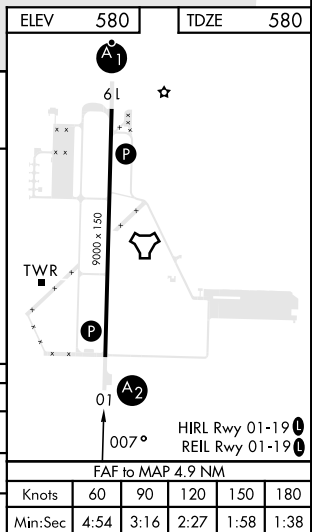 ELEV 580 TDZE 580
A1
19
P
9000 x 150
TWR
P
01 A2
007°
HIRL Rwy 01-19 L
REIL Rwy 01-19 L
FAF to MAP 4.9 NM
Knots 60 90 120 150 180
Min:Sec 4:54 3:16 2:27 1:58 1:38